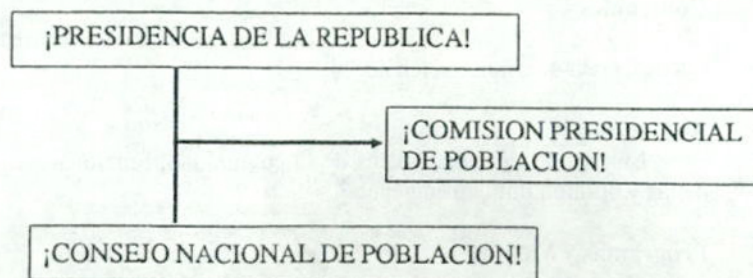 ¡PRESIDENCIA DE LA REPUBLICA!
¡COMISION PRESIDENCIAL
DE POBLACION!
¡CONSEJO NACIONAL DE POBLACION!